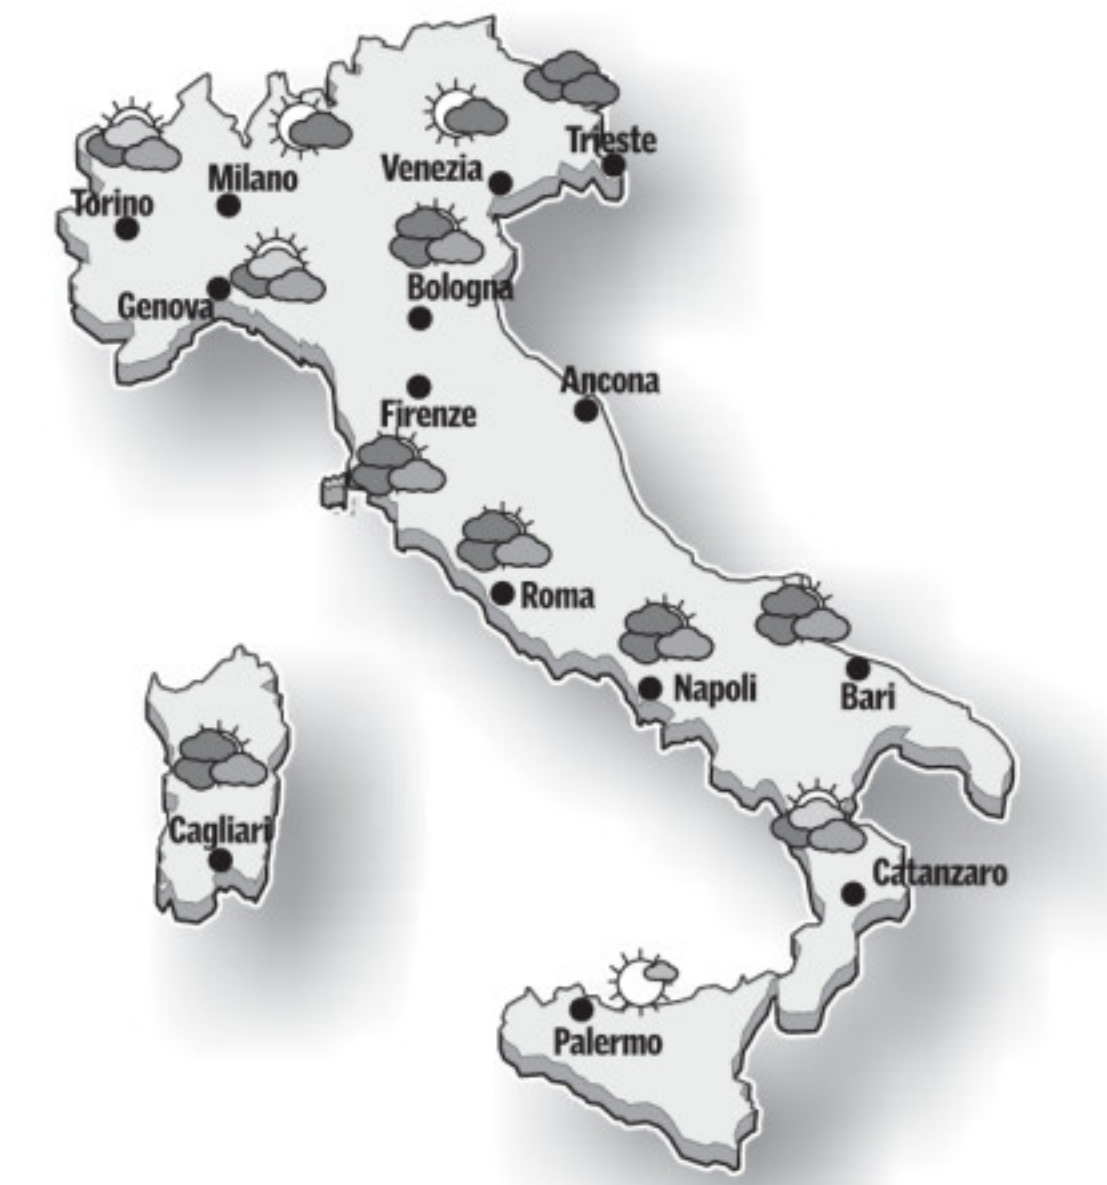 Trieste
Venezia
Milano
Torino
Bologna
Genova
Ancona
Firenze
Roma
Napoli
Bari
Cagliari
Catanzaro
Palermo